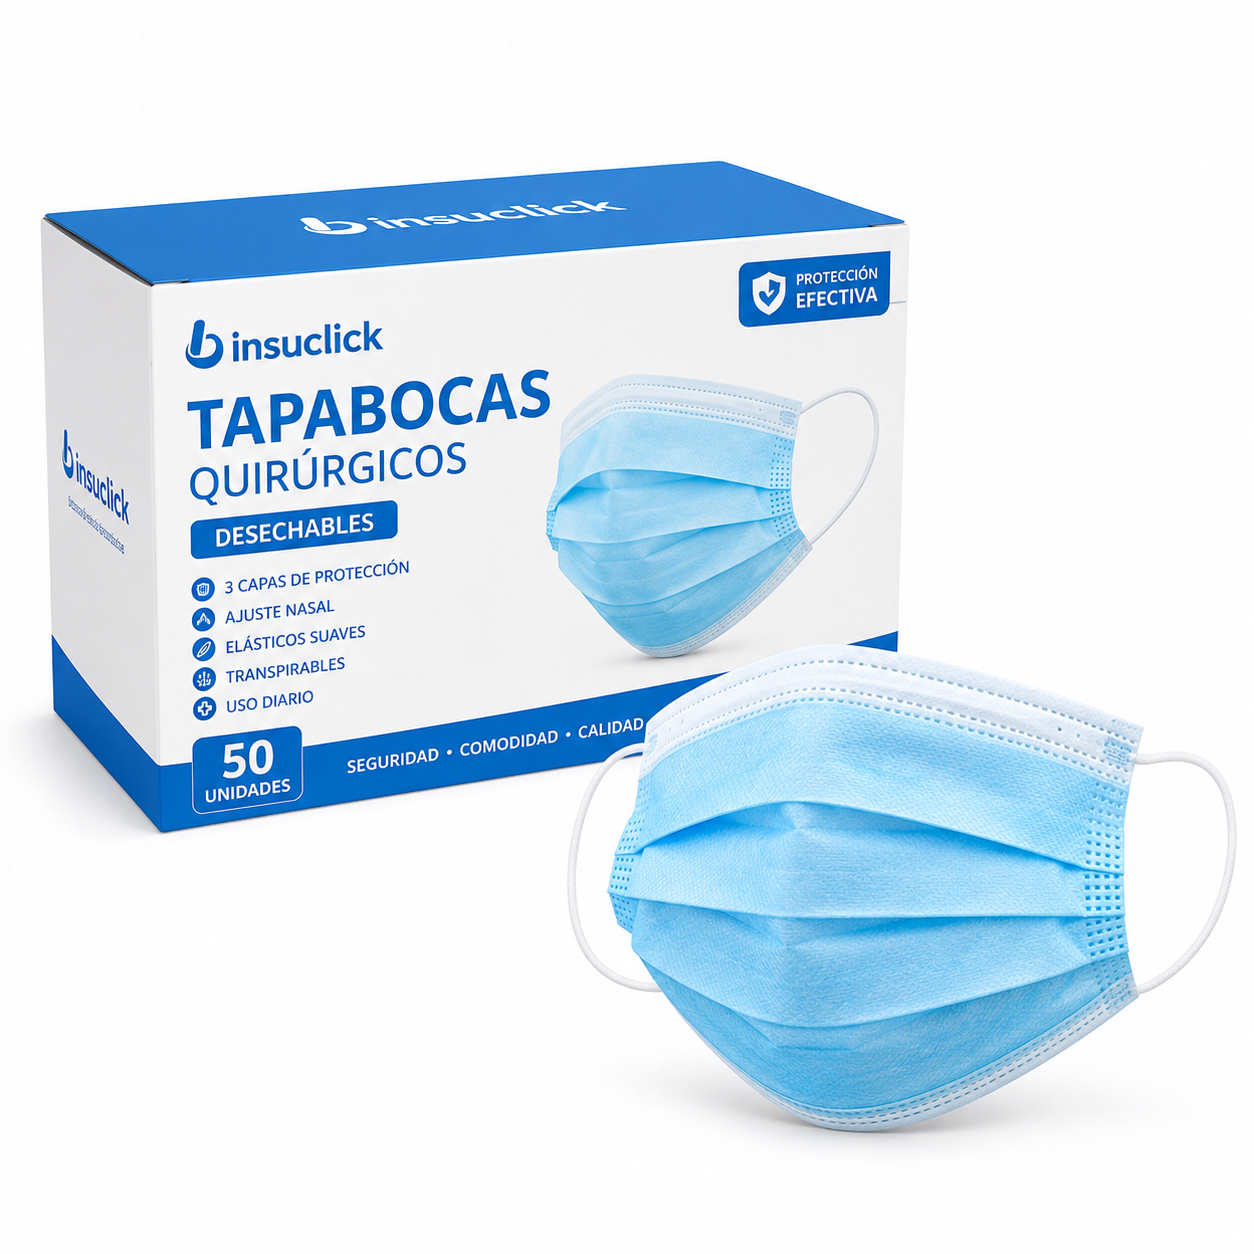 insuclick
PROTECCIÓN
EFECTIVA
insuclick
TAPABOCAS
QUIRÚRGICOS
DESECHABLES
3 CAPAS DE PROTECCIÓN
AJUSTE NASAL
ELÁSTICOS SUAVES
TRANSPIRABLES
USO DIARIO
50
UNIDADES
SEGURIDAD • COMODIDAD • CALIDAD
insuclick